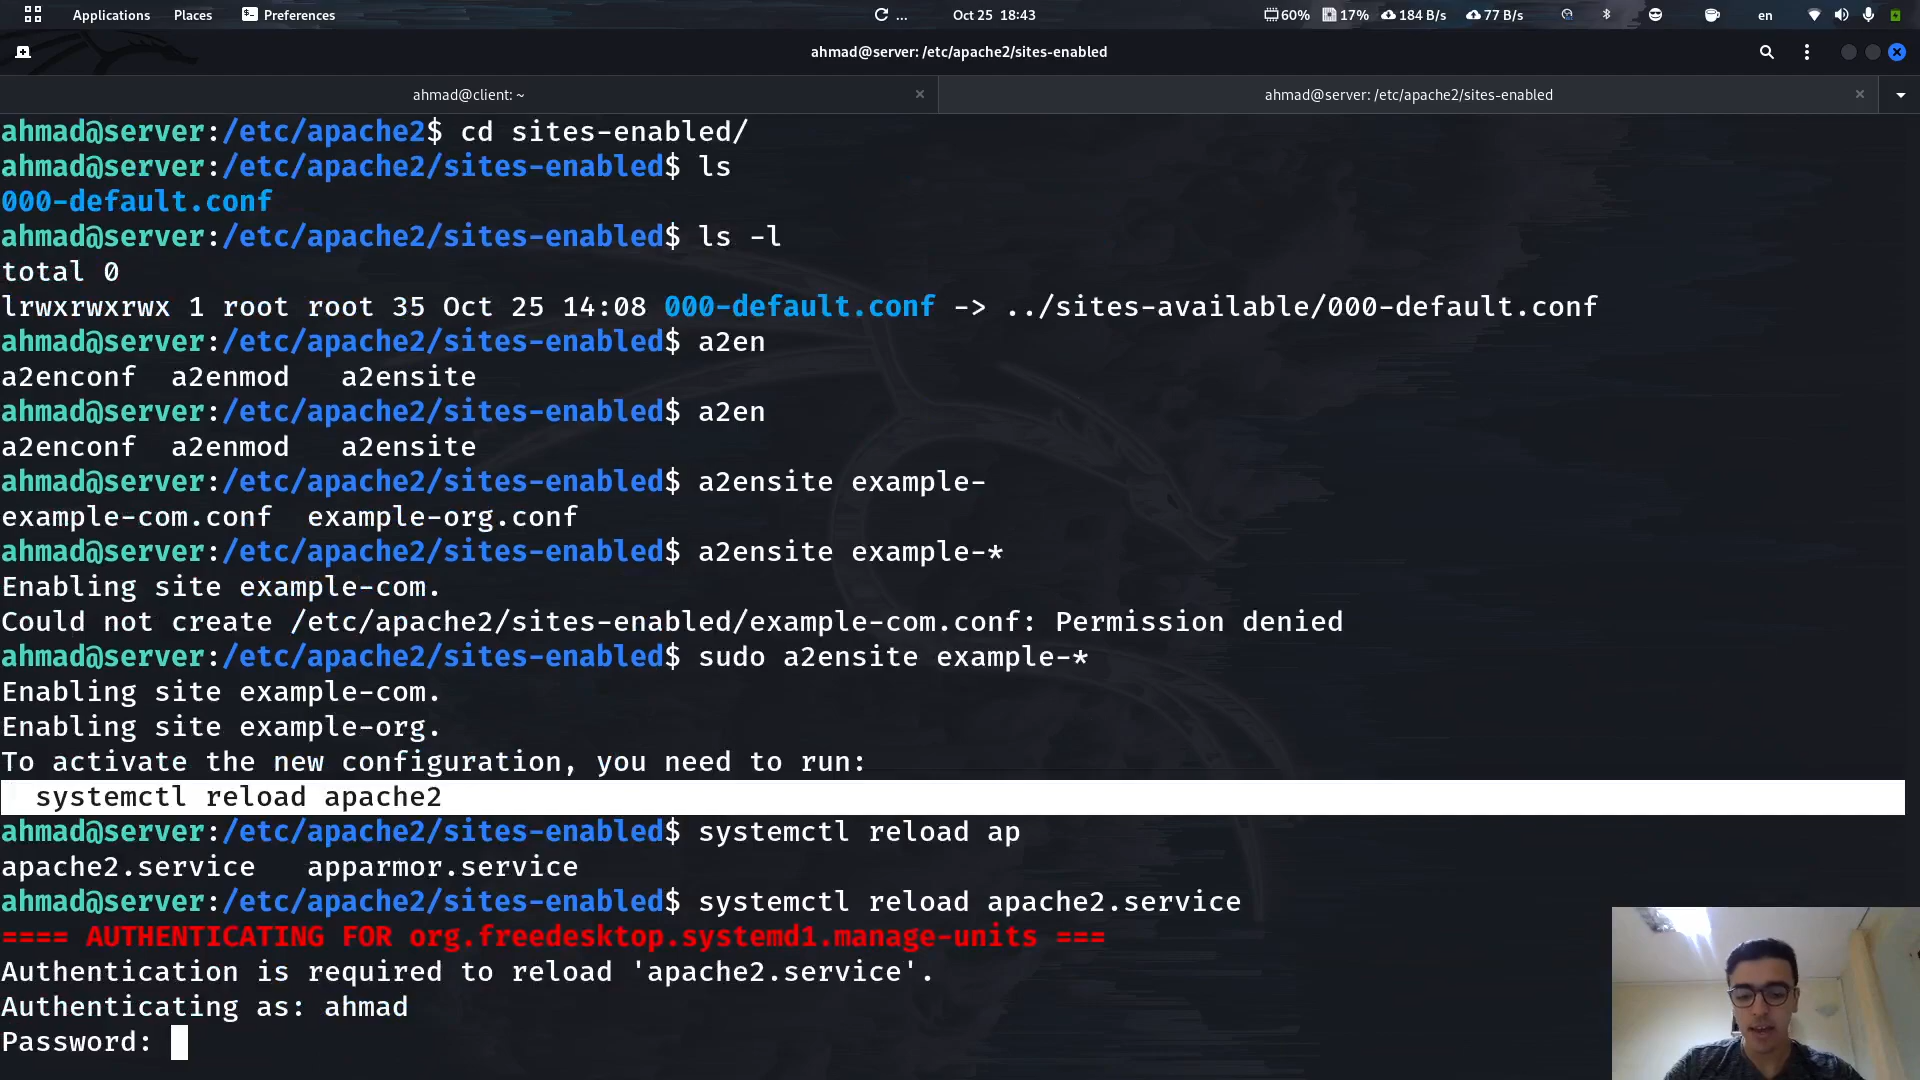 Applications Places Preferences ... Oct 25 18:43 60% 17% 184 B/s 77 B/s en
ahmad@server: /etc/apache2/sites-enabled
ahmad@client: ~ ahmad@server: /etc/apache2/sites-enabled
ahmad@server:/etc/apache2$ cd sites-enabled/
ahmad@server:/etc/apache2/sites-enabled$ ls
000-default.conf
ahmad@server:/etc/apache2/sites-enabled$ ls -l
total 0
lrwxrwxrwx 1 root root 35 Oct 25 14:08 000-default.conf -> ../sites-available/000-default.conf
ahmad@server:/etc/apache2/sites-enabled$ a2en
a2enconf a2enmod a2ensite
ahmad@server:/etc/apache2/sites-enabled$ a2en
a2enconf a2enmod a2ensite
ahmad@server:/etc/apache2/sites-enabled$ a2ensite example-
example-com.conf example-org.conf
ahmad@server:/etc/apache2/sites-enabled$ a2ensite example-*
Enabling site example-com.
Could not create /etc/apache2/sites-enabled/example-com.conf: Permission denied
ahmad@server:/etc/apache2/sites-enabled$ sudo a2ensite example-*
Enabling site example-com.
Enabling site example-org.
To activate the new configuration, you need to run:
systemctl reload apache2
ahmad@server:/etc/apache2/sites-enabled$ systemctl reload ap
apache2.service apparmor.service
ahmad@server:/etc/apache2/sites-enabled$ systemctl reload apache2.service
==== AUTHENTICATING FOR org.freedesktop.systemd1.manage-units ===
Authentication is required to reload 'apache2.service'.
Authenticating as: ahmad
Password: